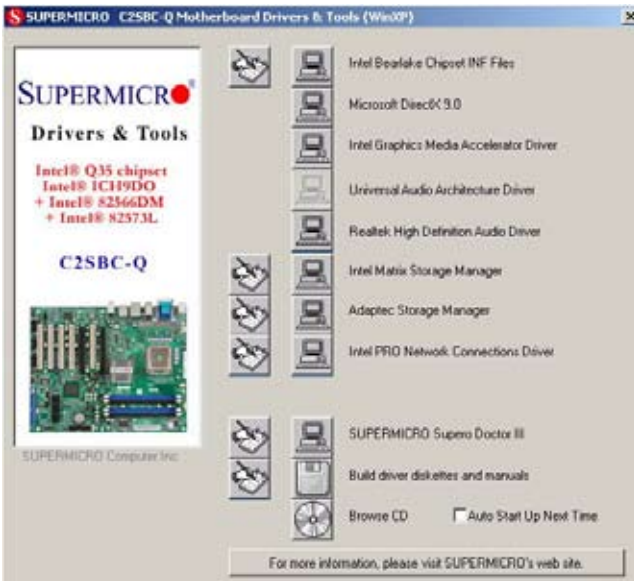 SUPERMICRO C2SBC-Q Motherboard Drivers & Tools (WinXP)
SUPERMICRO
Drivers & Tools
Intel® Q35 chipset
Intel® ICH9DO
+ Intel® 82566DM
+ Intel® 82573L
C2SBC-Q
SUPERMICRO Computer Inc
Intel Bearlake Chipset INF Files
Microsoft DirectX 9.0
Intel Graphics Media Accelerator Driver
Universal Audio Architecture Driver
Realtek High Definition Audio Driver
Intel Matrix Storage Manager
Adaptec Storage Manager
Intel PRO Network Connections Driver
SUPERMICRO Supero Doctor III
Build driver diskettes and manuals
Browse CD
Auto Start Up Next Time
For more information, please visit SUPERMICRO's web site.